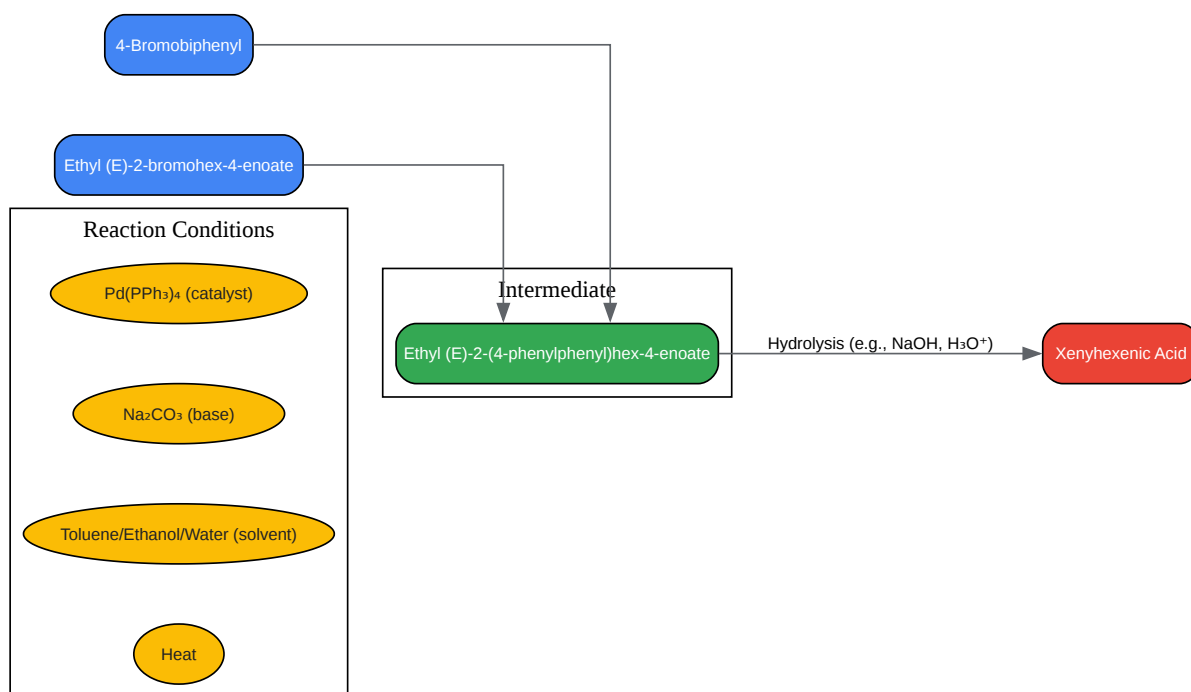 4-Bromobiphenyl
Ethyl (E)-2-bromohex-4-enoate
Reaction Conditions
Pd(PPh₃)₄ (catalyst)
Na₂CO₃ (base)
Toluene/Ethanol/Water (solvent)
Heat
Intermediate
Ethyl (E)-2-(4-phenylphenyl)hex-4-enoate
Hydrolysis (e.g., NaOH, H₃O⁺)
Xenyhexenic Acid